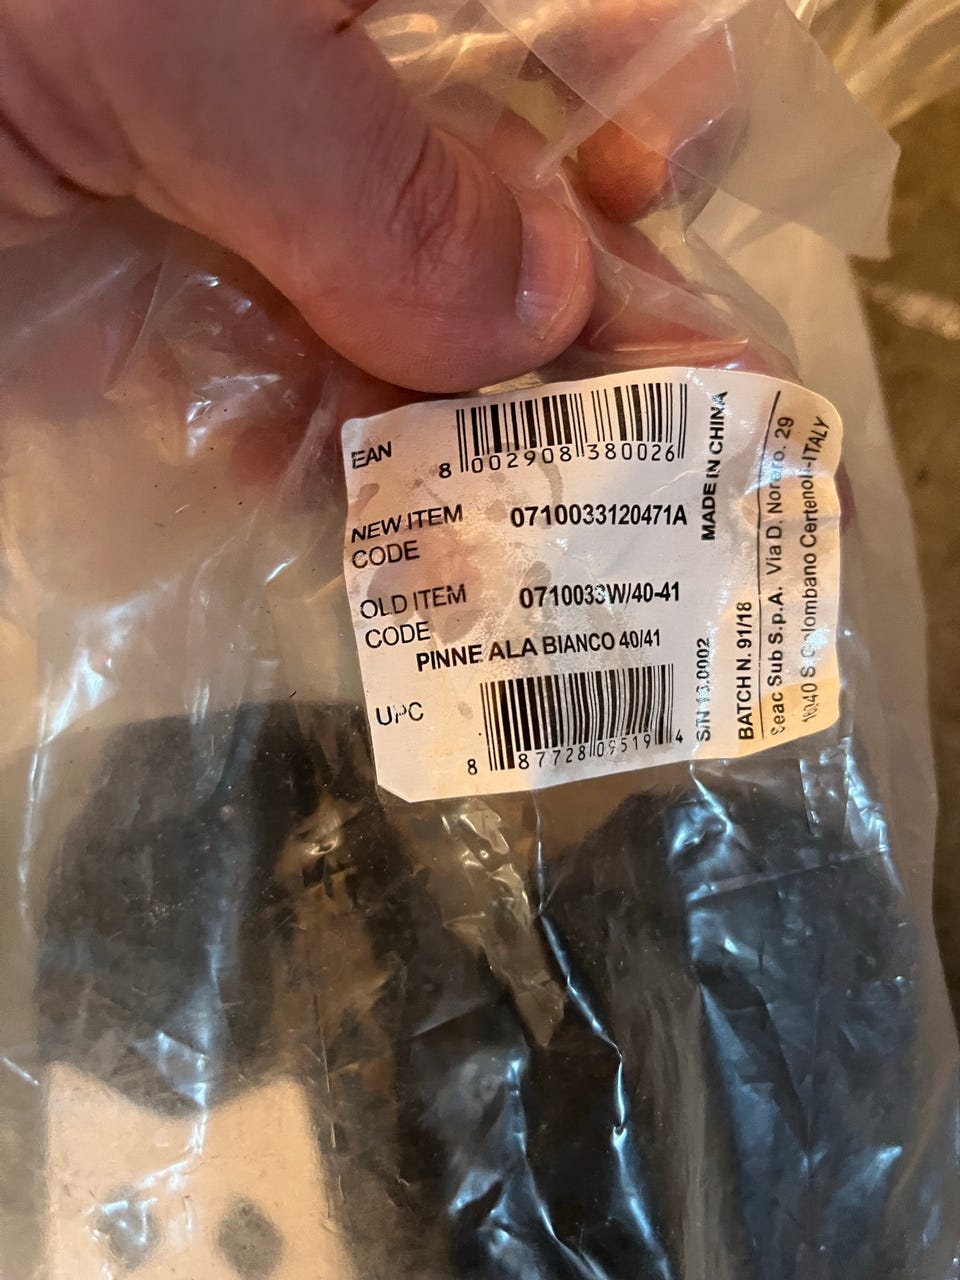 EAN
8 002908 380026
NEW ITEM CODE 0710033120471A
OLD ITEM CODE 0710033W/40-41
PINNE ALA BIANCO 40/41
UPC
8 87728 09519 4
MADE IN CHINA
S/N 13.0002
BATCH N. 91/18
Seac Sub S.p.A. Via D. Norero. 29
16040 S.Colombano Certenoli-ITALY